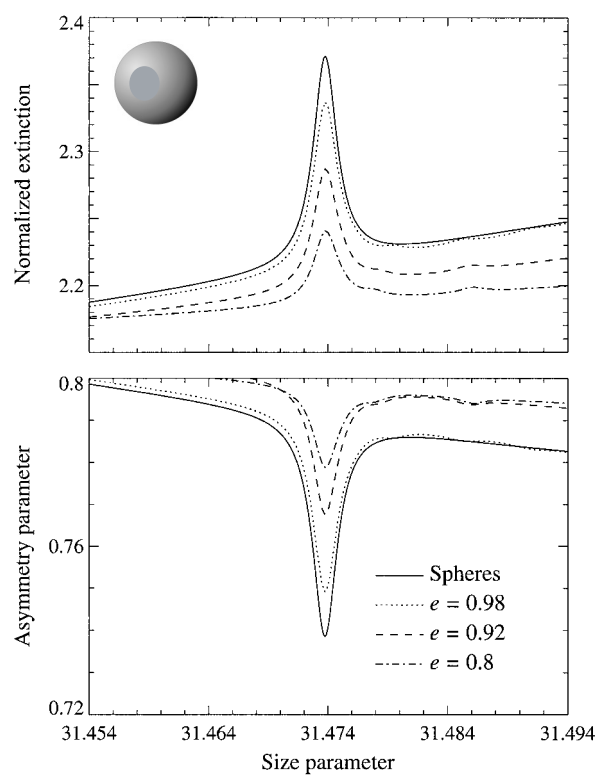 2.4
2.3
2.2
Normalized extinction
0.8
0.76
0.72
Asymmetry parameter
Spheres
e = 0.98
e = 0.92
e = 0.8
31.454 31.464 31.474 31.484 31.494
Size parameter